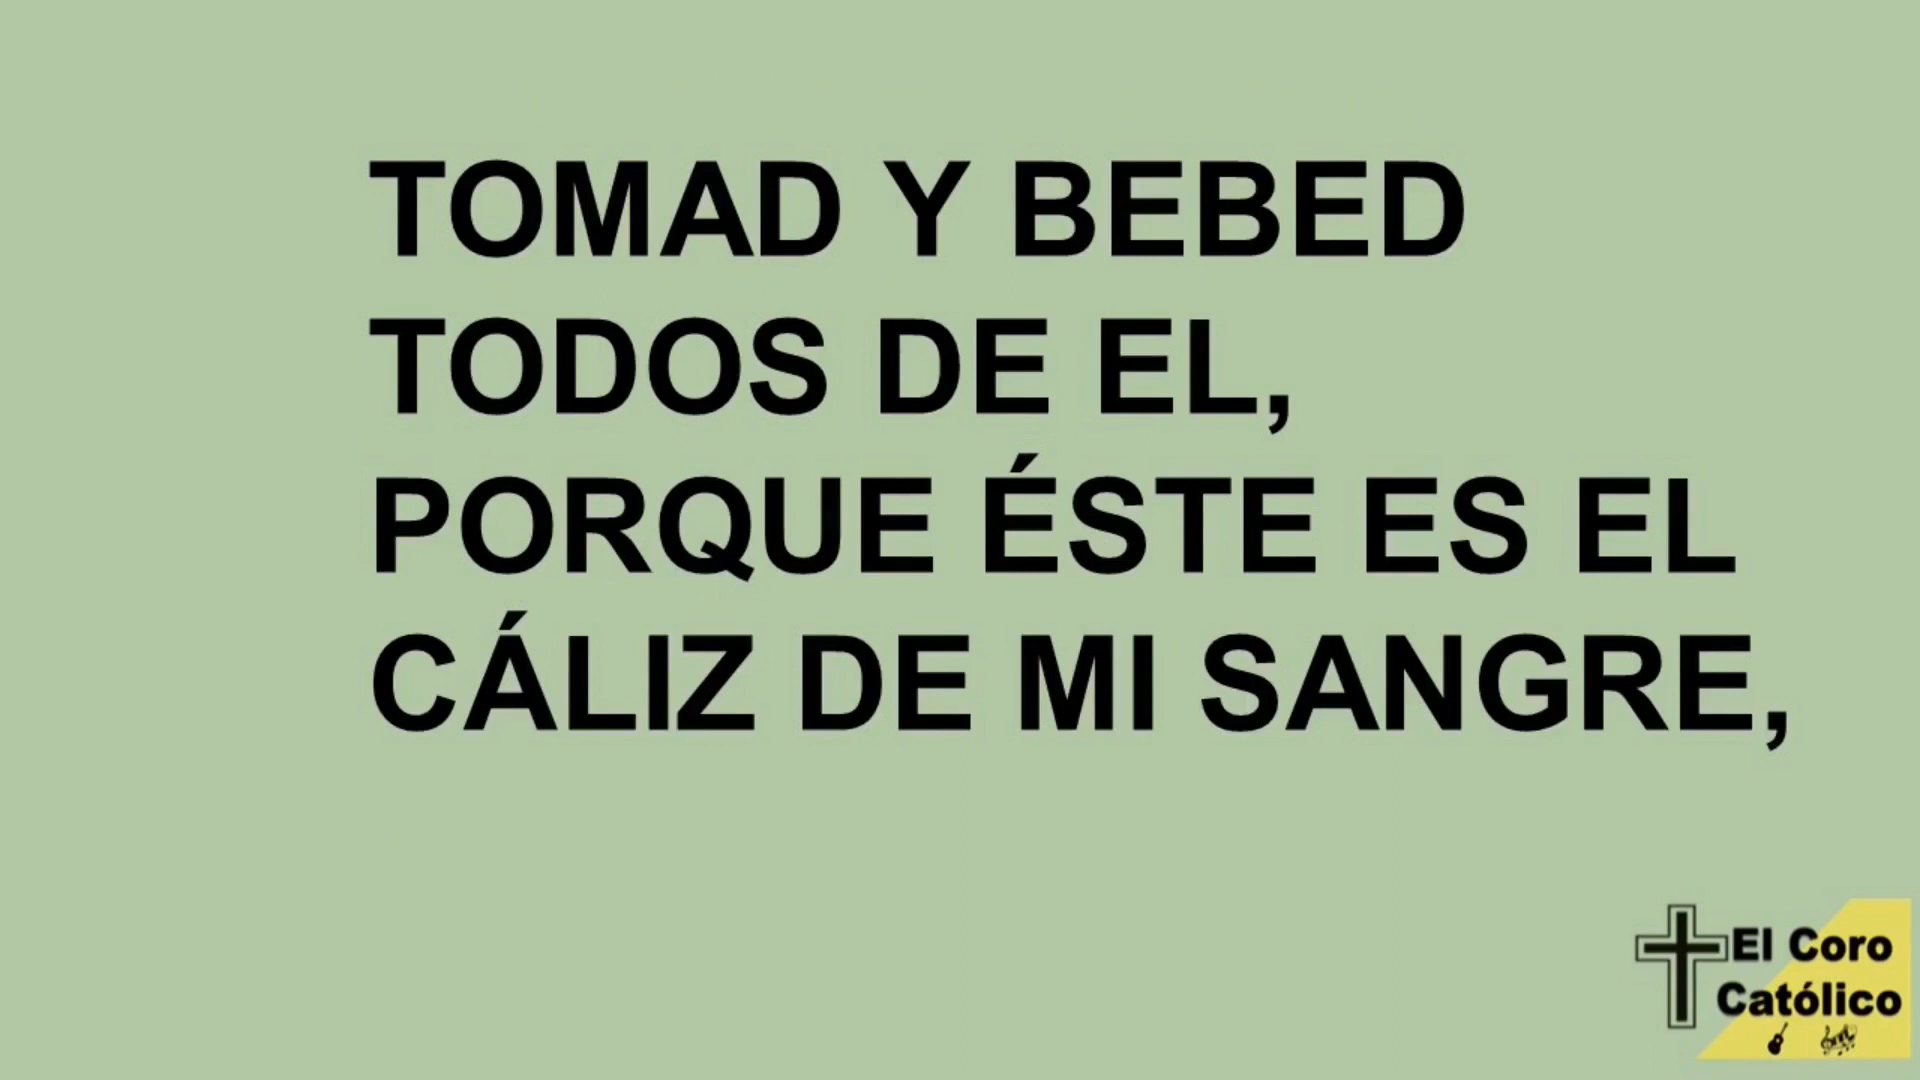 TOMAD Y BEBED
TODOS DE EL,
PORQUE ÉSTE ES EL
CÁLIZ DE MI SANGRE,
El Coro
Católico